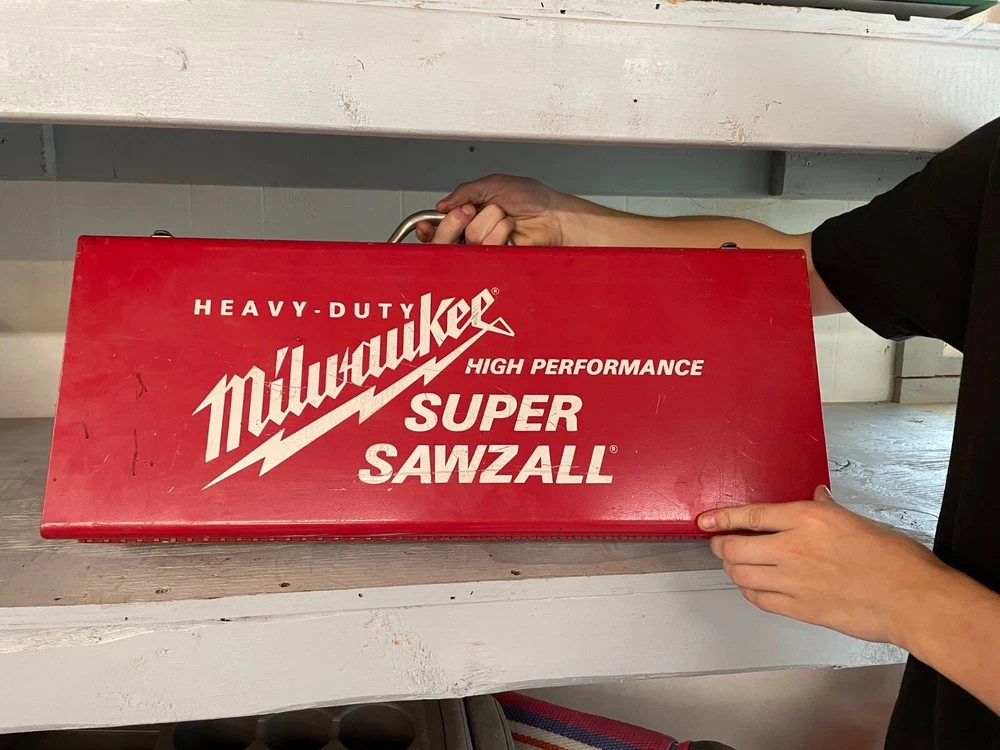 HEAVY-DUTY
Milwaukee®
HIGH PERFORMANCE
SUPER
SAWZALL®